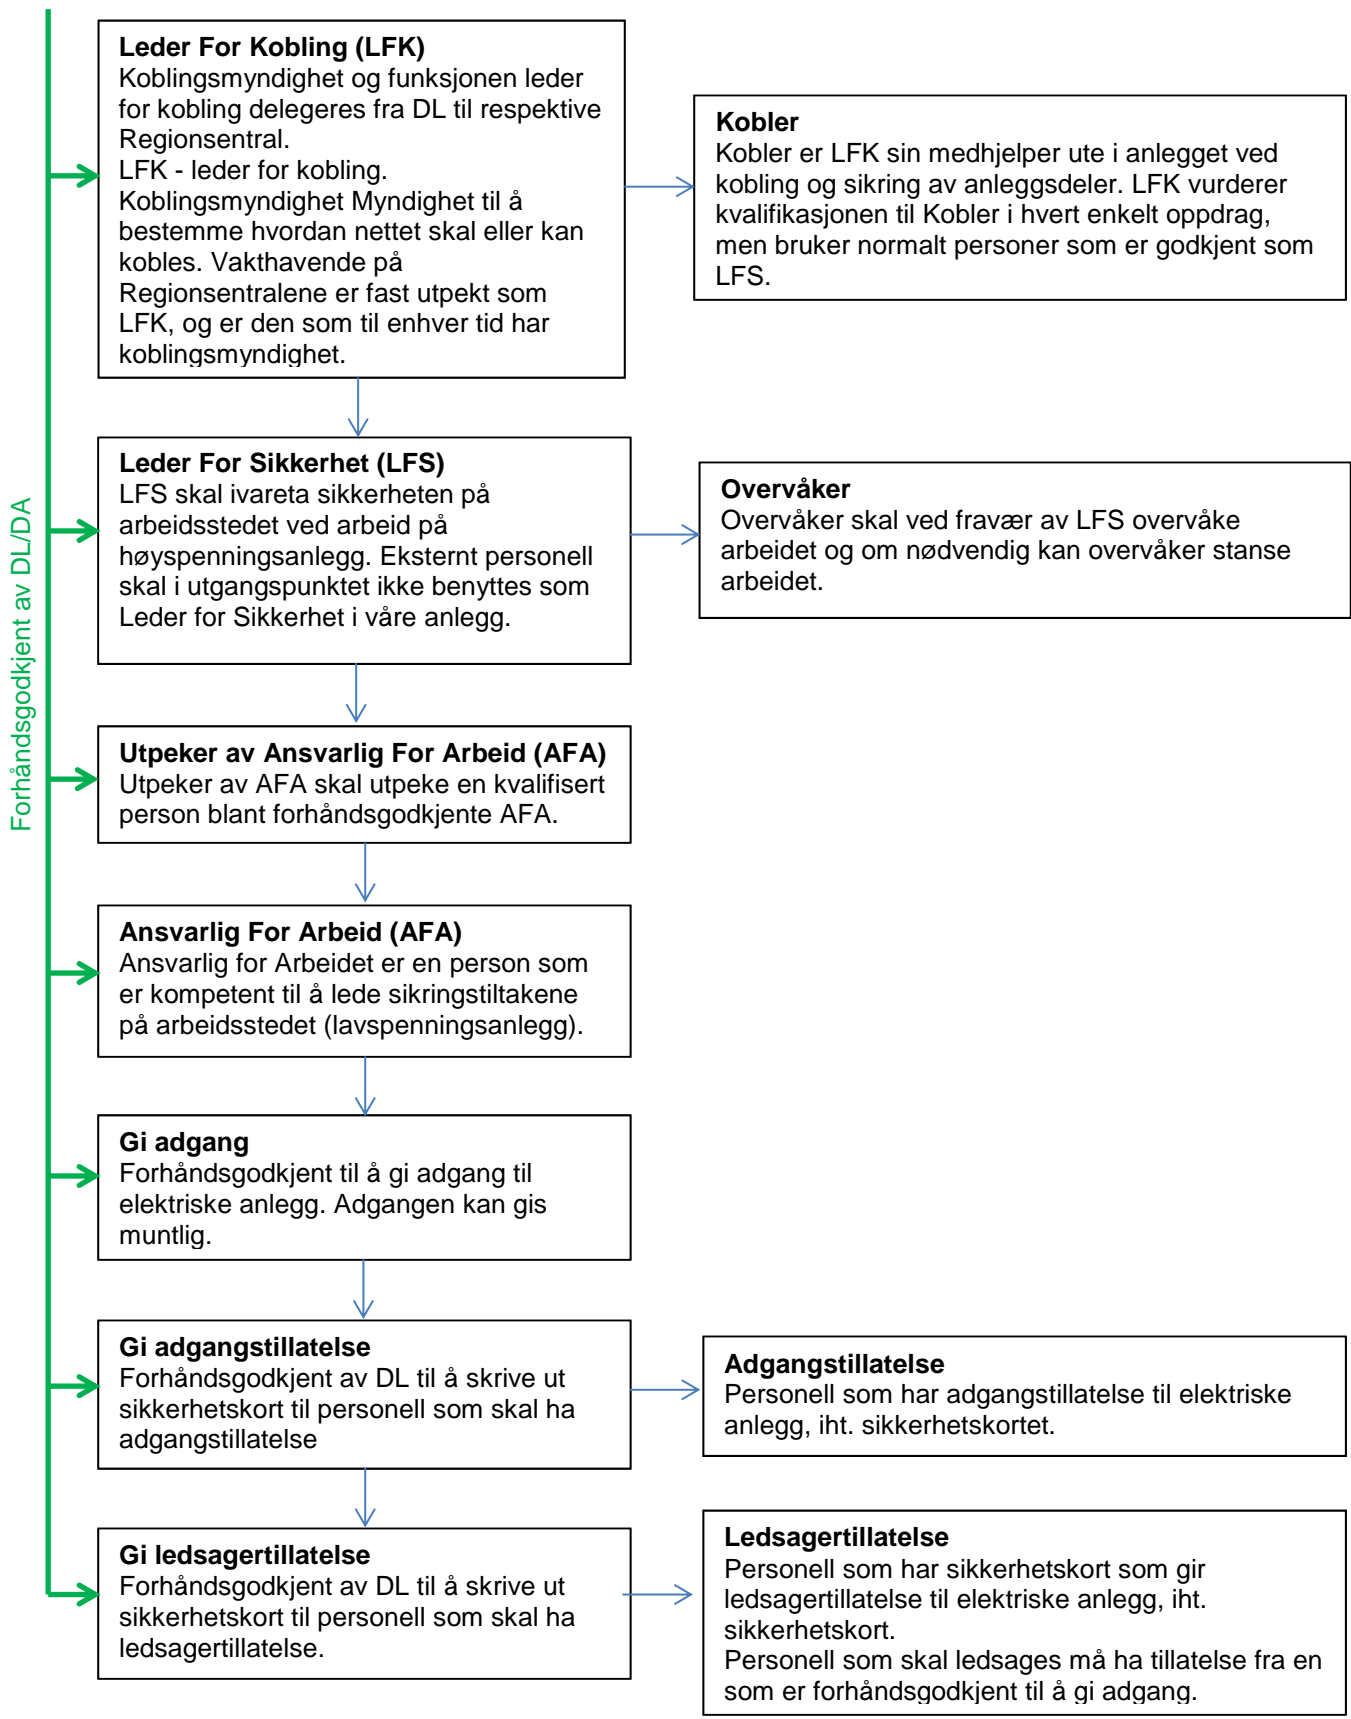 Forhåndsgodkjent av DL/DA
Leder For Kobling (LFK)
Koblingsmyndighet og funksjonen leder
for kobling delegeres fra DL til respektive
Regionsentral.
LFK - leder for kobling.
Koblingsmyndighet Myndighet til å
bestemme hvordan nettet skal eller kan
kobles. Vakthavende på
Regionsentralene er fast utpekt som
LFK, og er den som til enhver tid har
koblingsmyndighet.
Kobler
Kobler er LFK sin medhjelper ute i anlegget ved
kobling og sikring av anleggsdeler. LFK vurderer
kvalifikasjonen til Kobler i hvert enkelt oppdrag,
men bruker normalt personer som er godkjent som
LFS.
Leder For Sikkerhet (LFS)
LFS skal ivareta sikkerheten på
arbeidsstedet ved arbeid på
høyspenningsanlegg. Eksternt personell
skal i utgangspunktet ikke benyttes som
Leder for Sikkerhet i våre anlegg.
Overvåker
Overvåker skal ved fravær av LFS overvåke
arbeidet og om nødvendig kan overvåker stanse
arbeidet.
Utpeker av Ansvarlig For Arbeid (AFA)
Utpeker av AFA skal utpeke en kvalifisert
person blant forhåndsgodkjente AFA.
Ansvarlig For Arbeid (AFA)
Ansvarlig for Arbeidet er en person som
er kompetent til å lede sikringstiltakene
på arbeidsstedet (lavspenningsanlegg).
Gi adgang
Forhåndsgodkjent til å gi adgang til
elektriske anlegg. Adgangen kan gis
muntlig.
Gi adgangstillatelse
Forhåndsgodkjent av DL til å skrive ut
sikkerhetskort til personell som skal ha
adgangstillatelse
Adgangstillatelse
Personell som har adgangstillatelse til elektriske
anlegg, iht. sikkerhetskortet.
Gi ledsagertillatelse
Forhåndsgodkjent av DL til å skrive ut
sikkerhetskort til personell som skal ha
ledsagertillatelse.
Ledsagertillatelse
Personell som har sikkerhetskort som gir
ledsagertillatelse til elektriske anlegg, iht.
sikkerhetskort.
Personell som skal ledsages må ha tillatelse fra en
som er forhåndsgodkjent til å gi adgang.